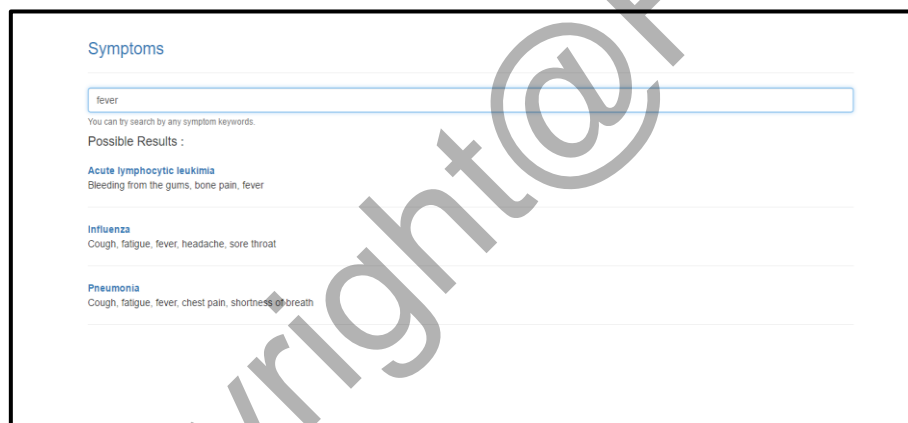 Symptoms
fever
You can try search by any symptom keywords.
Possible Results :
Acute lymphocytic leukimia
Bleeding from the gums, bone pain, fever
Influenza
Cough, fatigue, fever, headache, sore throat
Pneumonia
Cough, fatigue, fever, chest pain, shortness of breath